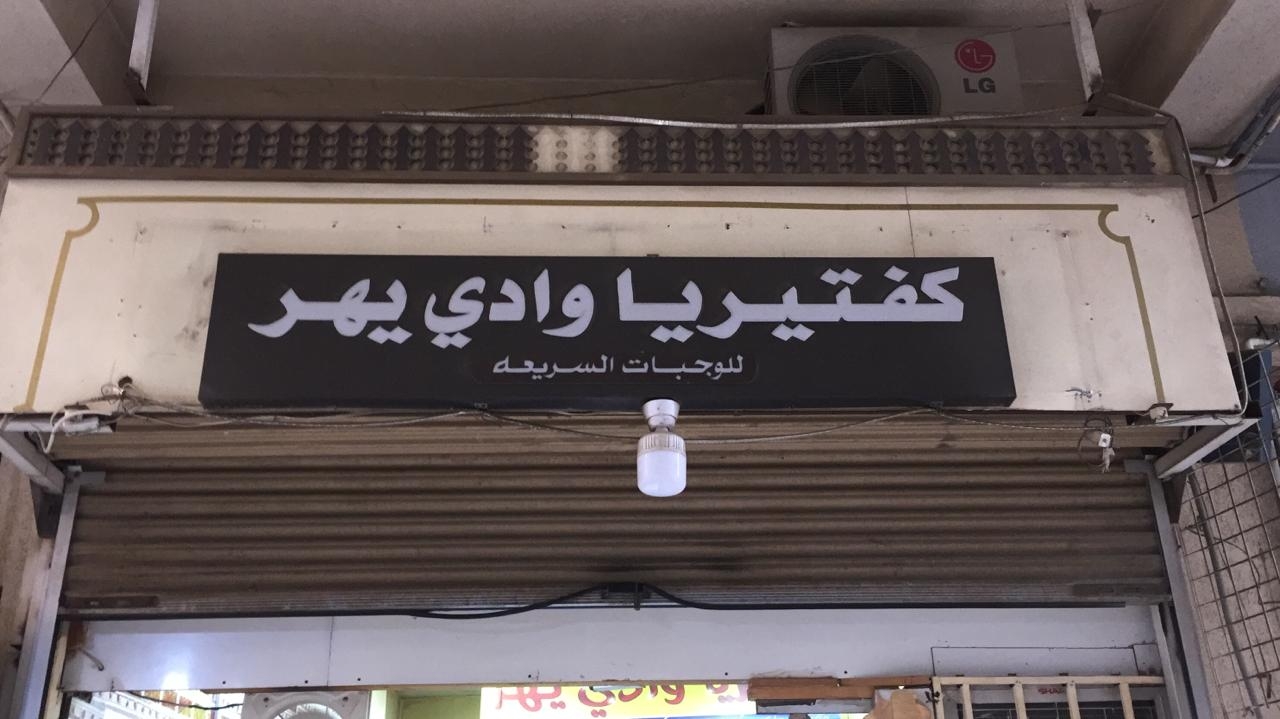 LG
كفتيريا وادي يهر
للوجبات السريعه
وادي يهر